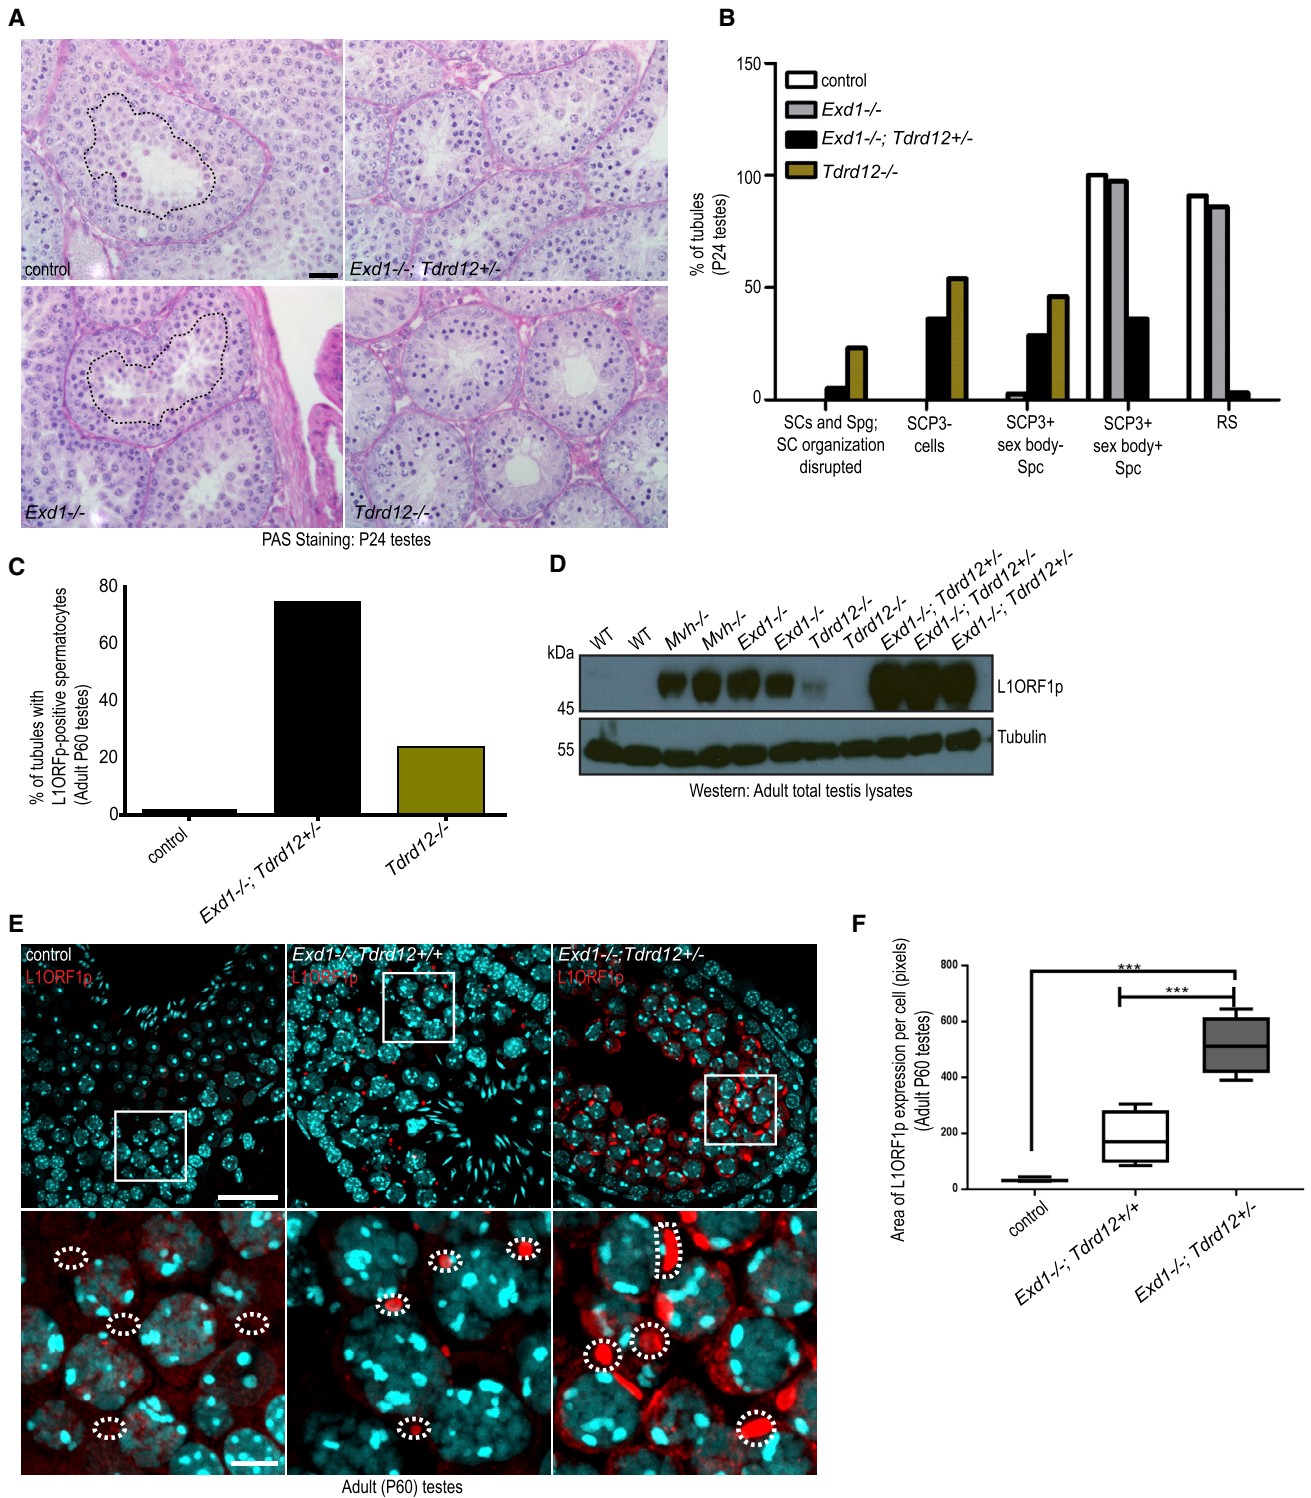 A
control
Exd1-/-; Tdrd12+/-
Exd1-/-
Tdrd12-/-
PAS Staining: P24 testes
B
% of tubules
(P24 testes)
150
100
50
0
control
Exd1-/-
Exd1-/-; Tdrd12+/-
Tdrd12-/-
SCs and Spg;
SC organization
disrupted
SCP3-
cells
SCP3+
sex body-
Spc
SCP3+
sex body+
Spc
RS
C
% of tubules with
L1ORFp-positive spermatocytes
(Adult P60 testes)
80
60
40
20
0
control
Exd1-/-; Tdrd12+/-
Tdrd12-/-
D
kDa
45
55
WT
WT
Mvh-/-
Mvh-/-
Exd1-/-
Exd1-/-
Tdrd12-/-
Tdrd12-/-
Exd1-/-; Tdrd12+/-
Exd1-/-; Tdrd12+/-
Exd1-/-; Tdrd12+/-
L1ORF1p
Tubulin
Western: Adult total testis lysates
E
control
L1ORF1p
Exd1-/-;Tdrd12+/+
L1ORF1p
Exd1-/-;Tdrd12+/-
L1ORF1p
Adult (P60) testes
F
Area of L1ORF1p expression per cell (pixels)
(Adult P60 testes)
800
600
400
200
0
***
***
control
Exd1-/-; Tdrd12+/+
Exd1-/-; Tdrd12+/-